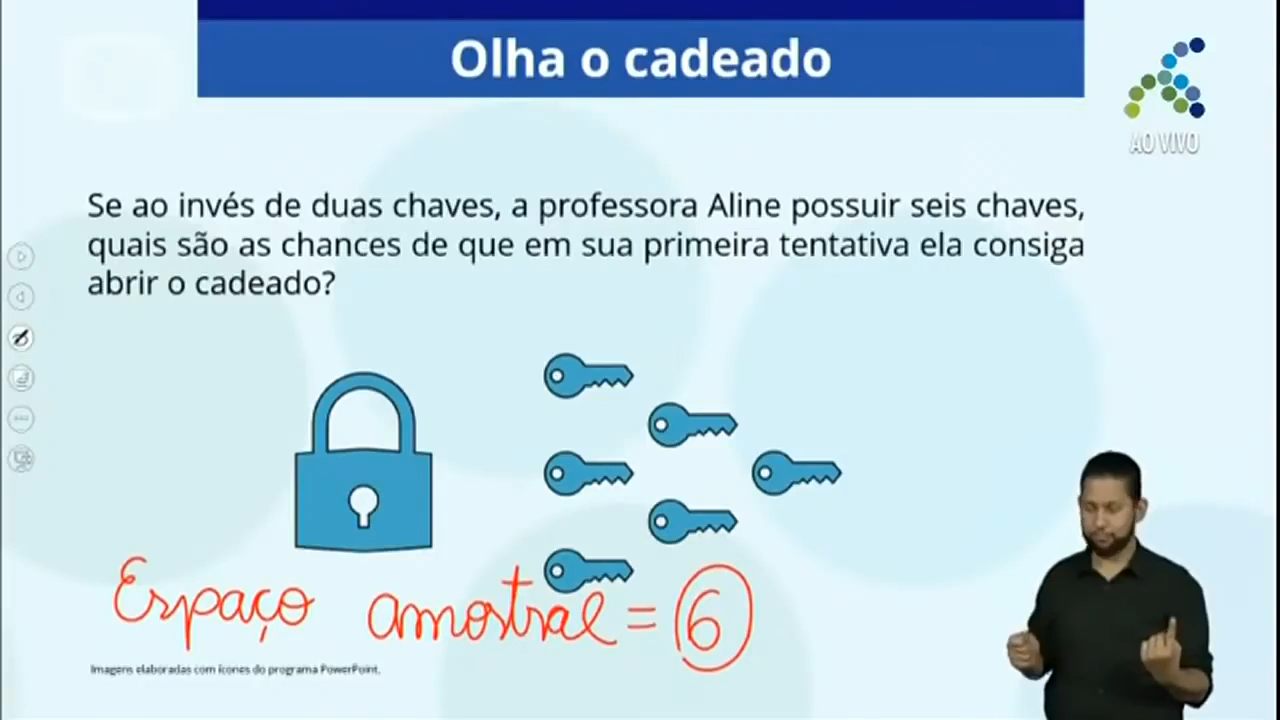 Olha o cadeado
AO VIVO
Se ao invés de duas chaves, a professora Aline possuir seis chaves,
quais são as chances de que em sua primeira tentativa ela consiga
abrir o cadeado?
Espaço amostral = 6
Imagens elaboradas com ícones do programa PowerPoint.